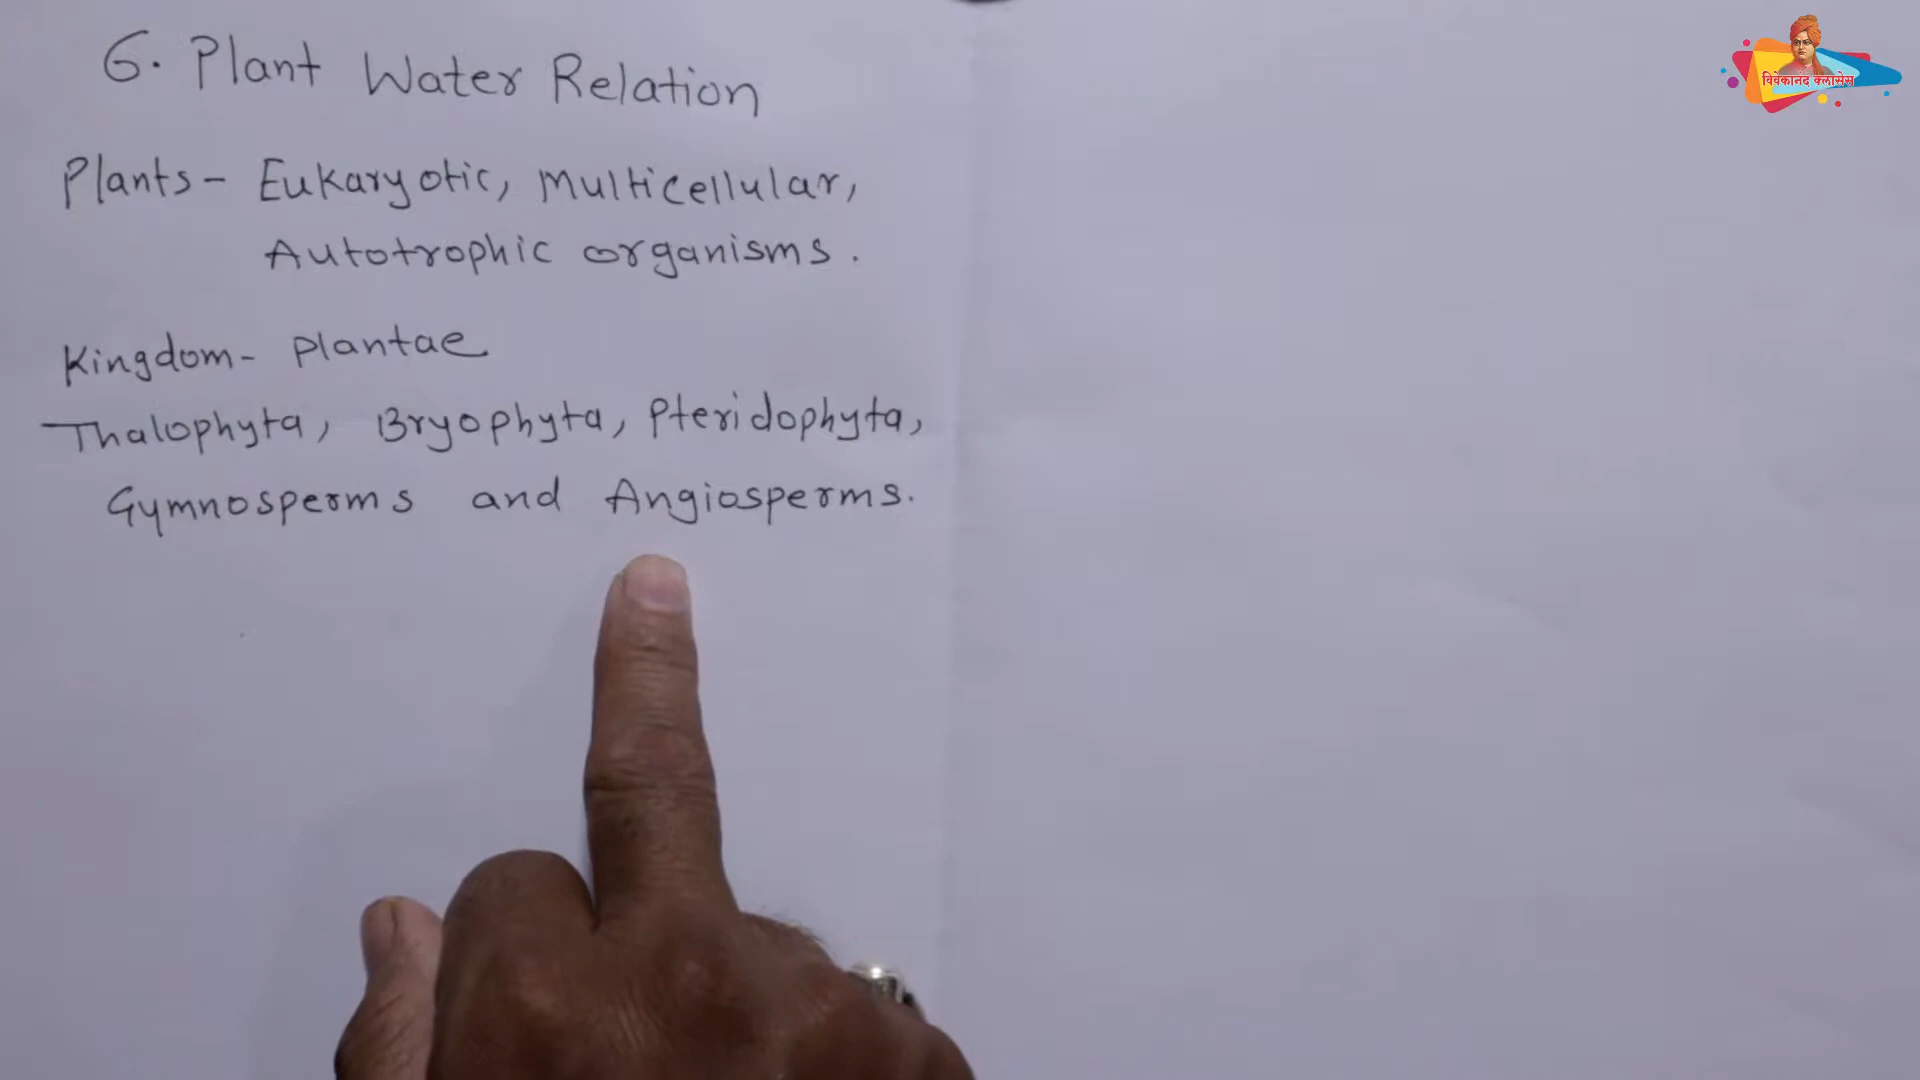 6. Plant Water Relation
Plants- Eukaryotic, Multicellular,
Autotrophic organisms.
Kingdom- Plantae
Thalophyta, Bryophyta, Pteridophyta,
Gymnosperms and Angiosperms.
विवेकानंद क्लासेस